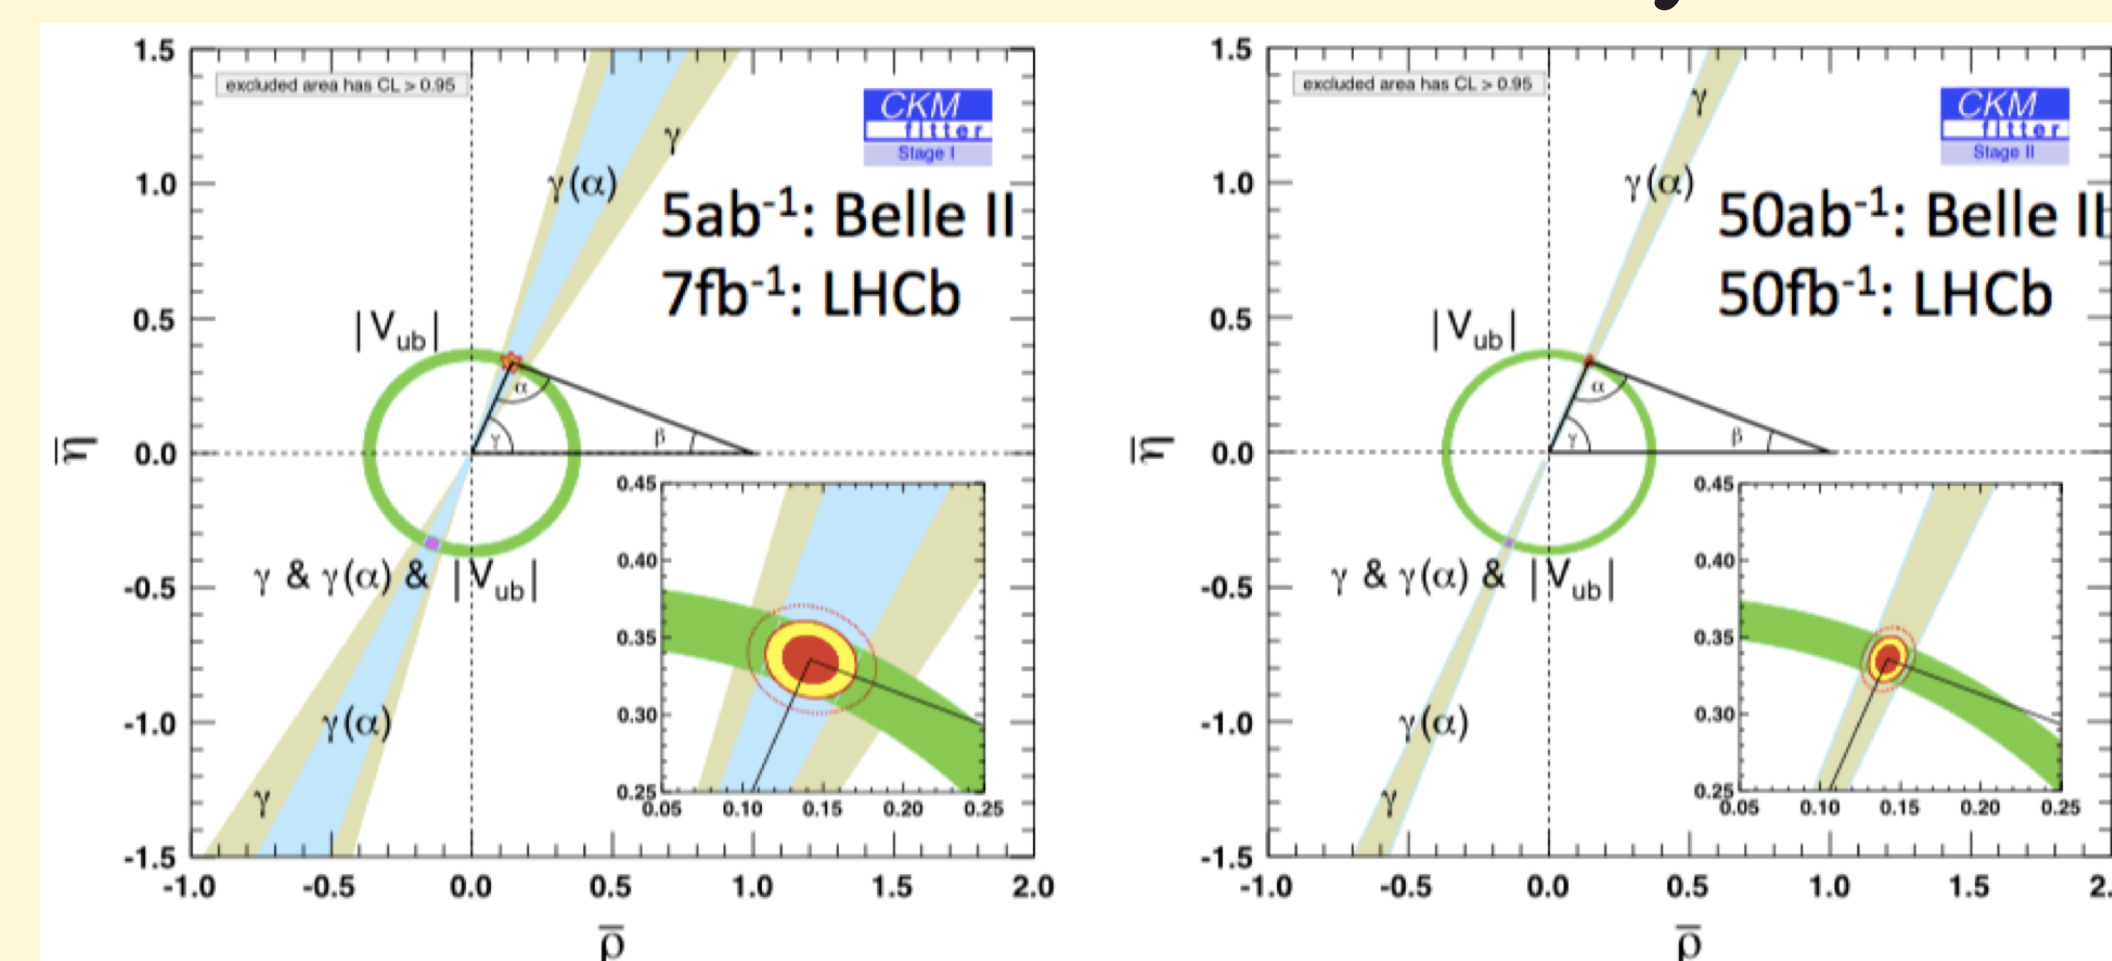 1.5
excluded area has CL > 0.95
CKM
fitter
Stage I
γ
1.0
γ(α)
5ab-1: Belle II
7fb-1: LHCb
0.5
|Vub|
α
γ
β
0.0
η
0.45
0.40
0.35
0.30
0.25
0.05 0.10 0.15 0.20 0.25
-0.5
γ & γ(α) & |Vub|
-1.0
γ(α)
γ
-1.5
-1.0 -0.5 0.0 0.5 1.0 1.5 2.0
ρ
1.5
excluded area has CL > 0.95
CKM
fitter
Stage II
γ
1.0
γ(α)
50ab-1: Belle II
50fb-1: LHCb
0.5
|Vub|
α
γ
β
0.0
η
0.45
0.40
0.35
0.30
0.25
0.05 0.10 0.15 0.20 0.25
-0.5
γ & γ(α) & |Vub|
-1.0
γ(α)
γ
-1.5
-1.0 -0.5 0.0 0.5 1.0 1.5 2.
ρ